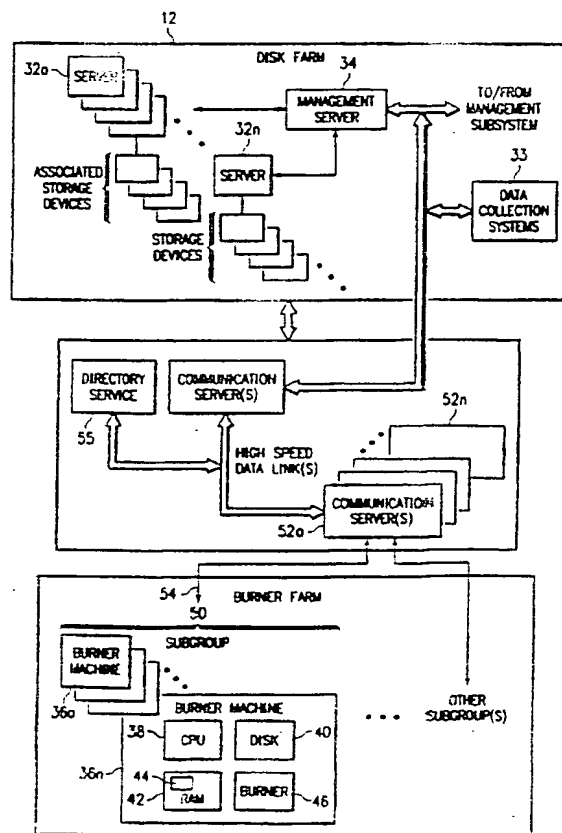 12
DISK FARM
32a
SERVER
34
MANAGEMENT
SERVER
TO/FROM
MANAGEMENT
SUBSYSTEM
32n
SERVER
ASSOCIATED
STORAGE
DEVICES
STORAGE
DEVICES
33
DATA
COLLECTION
SYSTEMS
DIRECTORY
SERVICE
55
COMMUNICATION
SERVER(S)
52n
HIGH SPEED
DATA LINK(S)
COMMUNICATION
SERVER(S)
52a
54
BURNER FARM
50
SUBGROUP
BURNER
MACHINE
36a
BURNER MACHINE
38
CPU
DISK
40
36n
44
42
RAM
BURNER
46
OTHER
SUBGROUP(S)